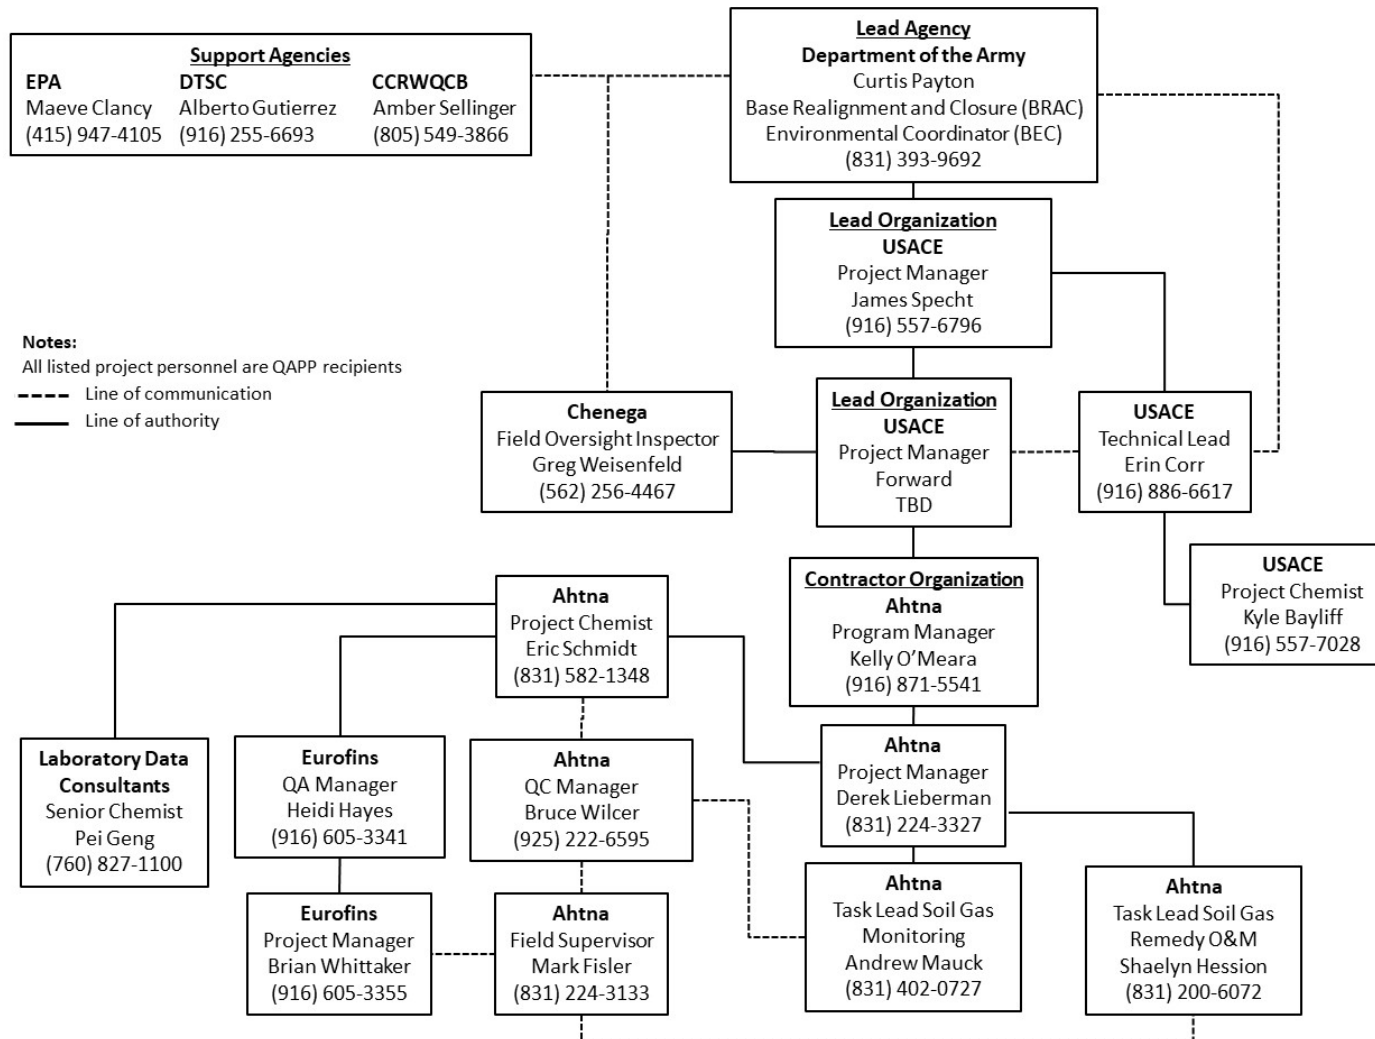 Support Agencies
EPA
Maeve Clancy
(415) 947-4105
DTSC
Alberto Gutierrez
(916) 255-6693
CCRWQCB
Amber Sellinger
(805) 549-3866
Lead Agency
Department of the Army
Curtis Payton
Base Realignment and Closure (BRAC)
Environmental Coordinator (BEC)
(831) 393-9692
Lead Organization
USACE
Project Manager
James Specht
(916) 557-6796
Notes:
All listed project personnel are QAPP recipients
Line of communication
Line of authority
Chenega
Field Oversight Inspector
Greg Weisenfeld
(562) 256-4467
Lead Organization
USACE
Project Manager
Forward
TBD
USACE
Technical Lead
Erin Corr
(916) 886-6617
USACE
Project Chemist
Kyle Bayliff
(916) 557-7028
Contractor Organization
Ahtna
Program Manager
Kelly O’Meara
(916) 871-5541
Ahtna
Project Chemist
Eric Schmidt
(831) 582-1348
Laboratory Data
Consultants
Senior Chemist
Pei Geng
(760) 827-1100
Eurofins
QA Manager
Heidi Hayes
(916) 605-3341
Ahtna
QC Manager
Bruce Wilcer
(925) 222-6595
Ahtna
Project Manager
Derek Lieberman
(831) 224-3327
Eurofins
Project Manager
Brian Whittaker
(916) 605-3355
Ahtna
Field Supervisor
Mark Fisler
(831) 224-3133
Ahtna
Task Lead Soil Gas
Monitoring
Andrew Mauck
(831) 402-0727
Ahtna
Task Lead Soil Gas
Remedy O&M
Shaelyn Hession
(831) 200-6072